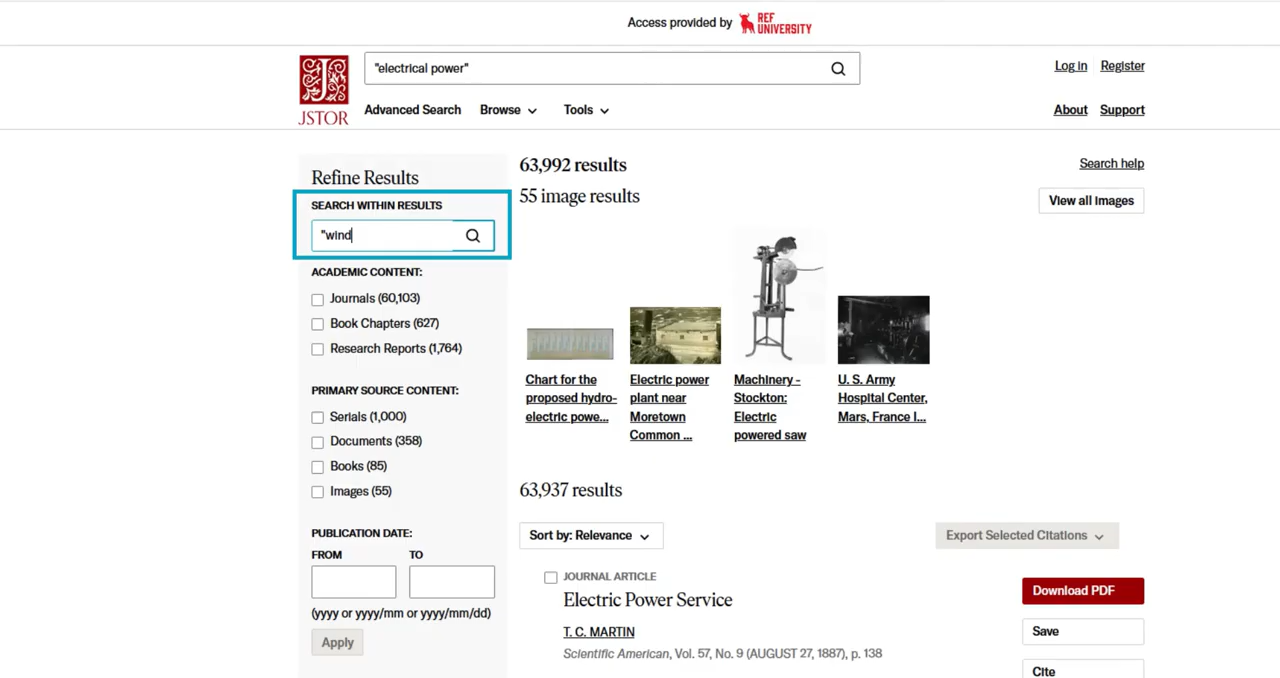 Access provided by REF UNIVERSITY
"electrical power"
Log in Register
JSTOR
Advanced Search Browse Tools
About Support
Refine Results
SEARCH WITHIN RESULTS
"wind
ACADEMIC CONTENT:
Journals (60,103)
Book Chapters (627)
Research Reports (1,764)
PRIMARY SOURCE CONTENT:
Serials (1,000)
Documents (358)
Books (85)
Images (55)
PUBLICATION DATE:
FROM TO
(yyyy or yyyy/mm or yyyy/mm/dd)
Apply
63,992 results
Search help
55 image results
View all images
Chart for the
proposed hydro-
electric powe...
Electric power
plant near
Moretown
Common ...
Machinery -
Stockton:
Electric
powered saw
U. S. Army
Hospital Center,
Mars, France I...
63,937 results
Sort by: Relevance
Export Selected Citations
JOURNAL ARTICLE
Electric Power Service
T. C. MARTIN
Scientific American, Vol. 57, No. 9 (AUGUST 27, 1887), p. 138
Download PDF
Save
Cite